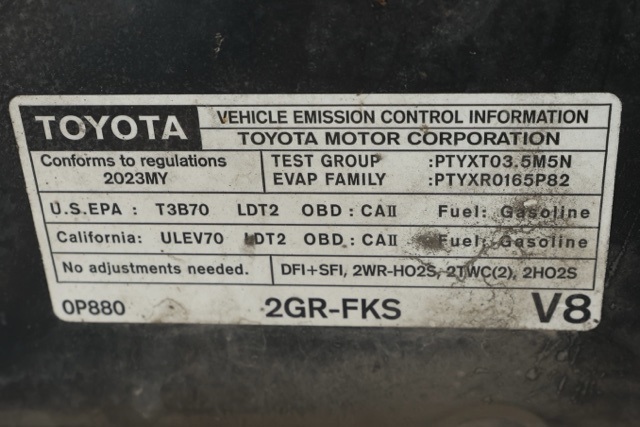 TOYOTA
VEHICLE EMISSION CONTROL INFORMATION
TOYOTA MOTOR CORPORATION
Conforms to regulations
2023MY
TEST GROUP :PTYXT03.5M5N
EVAP FAMILY :PTYXR0165P82
U.S.EPA : T3B70 LDT2 OBD : CAII Fuel: Gasoline
California: ULEV70 LDT2 OBD : CAII Fuel: Gasoline
No adjustments needed. DFI+SFI, 2WR-HO2S, 2TWC(2), 2HO2S
0P880 2GR-FKS V8